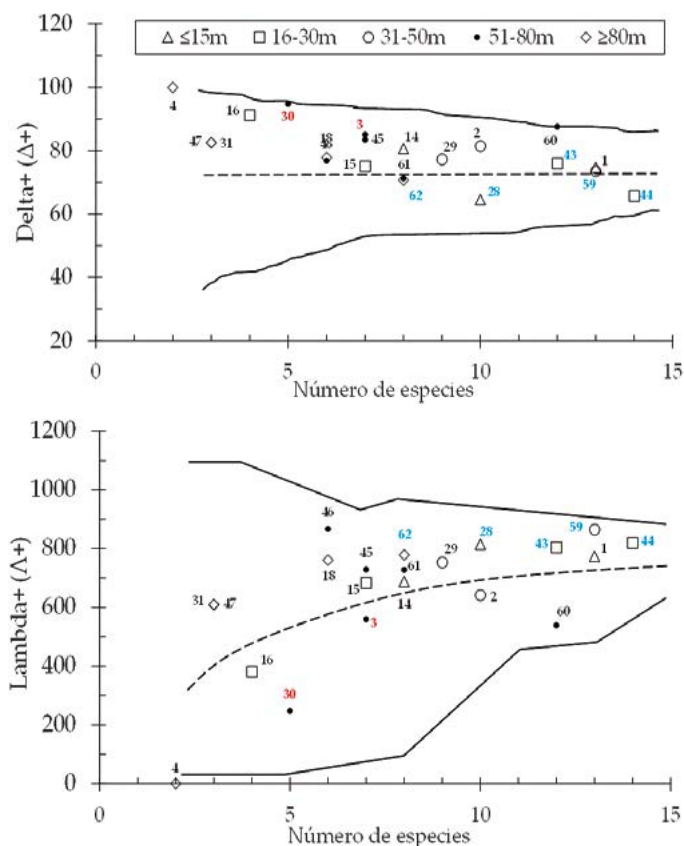 120
≤15m 16-30m 31-50m 51-80m ≥80m
100
4 16 30 3 14 29 2 60
80
47 31 18 45 15 61 43 1
60
62 28 59 44
40
20
0 5 10 15
Delta+ (Δ+)
Número de especies
1200
1000
800
46 45 62 28 29 43 59 1 44
18 15 61 14
600
31 47 3 2 60
400
16
200
30
0
4
0 5 10 15
Lambda+ (Λ+)
Número de especies